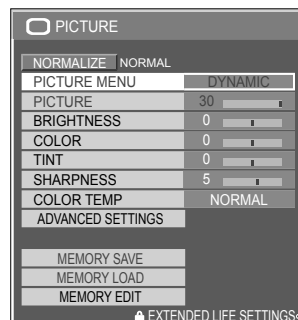 PICTURE
NORMALIZE NORMAL
PICTURE MENU DYNAMIC
PICTURE 30
BRIGHTNESS 0
COLOR 0
TINT 0
SHARPNESS 5
COLOR TEMP NORMAL
ADVANCED SETTINGS
MEMORY SAVE
MEMORY LOAD
MEMORY EDIT
EXTENDED LIFE SETTINGS